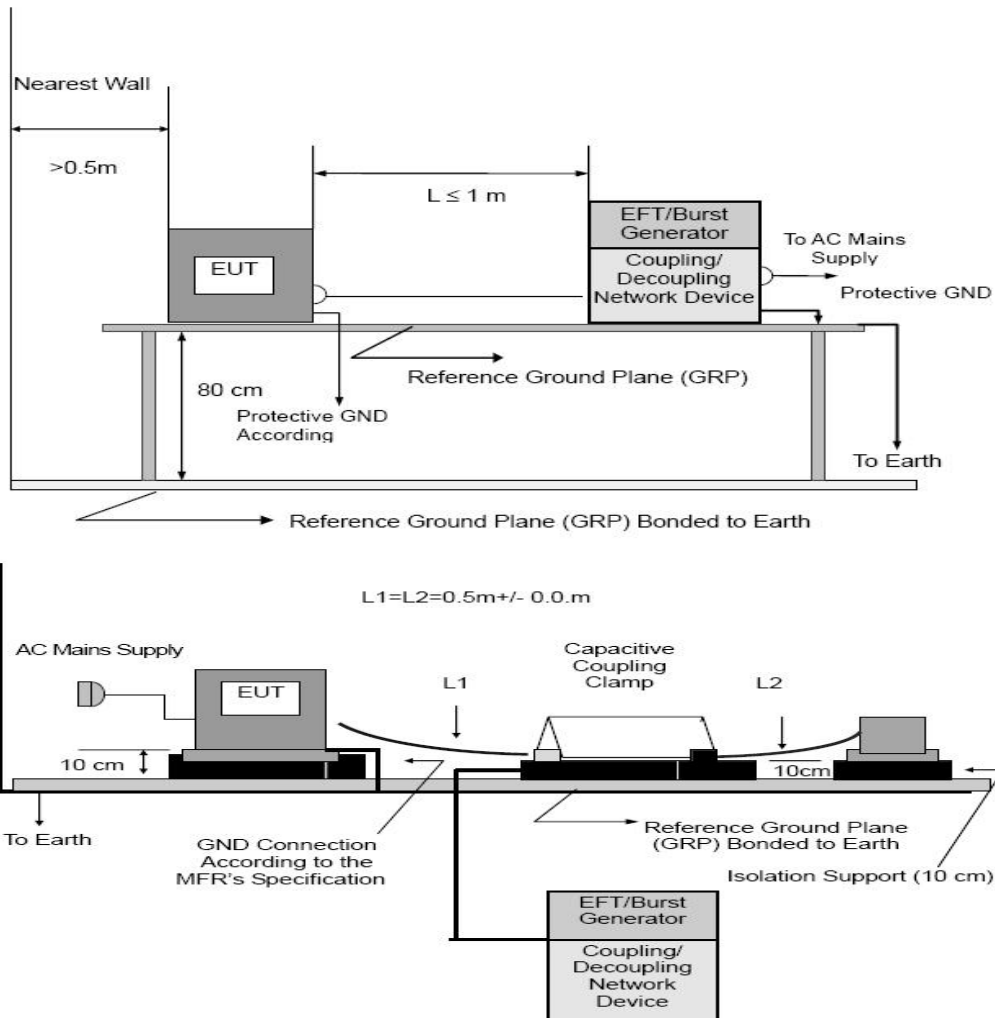 Nearest Wall
>0.5m
L ≤ 1 m
EUT
EFT/Burst
Generator
Coupling/
Decoupling
Network Device
To AC Mains
Supply
Protective GND
Reference Ground Plane (GRP)
80 cm
Protective GND
According
To Earth
Reference Ground Plane (GRP) Bonded to Earth
L1=L2=0.5m+/- 0.0.m
AC Mains Supply
EUT
L1
Capacitive
Coupling
Clamp
L2
10 cm
10cm
To Earth
GND Connection
According to the
MFR's Specification
Reference Ground Plane
(GRP) Bonded to Earth
Isolation Support (10 cm)
EFT/Burst
Generator
Coupling/
Decoupling
Network
Device